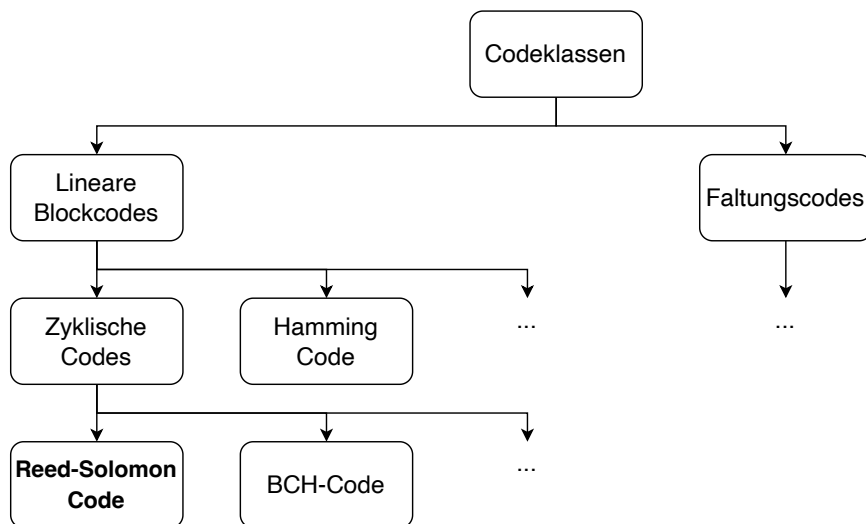 Codeklassen
Lineare
Blockcodes
Faltungscodes
Zyklische
Codes
Hamming
Code
...
...
Reed-Solomon
Code
BCH-Code
...